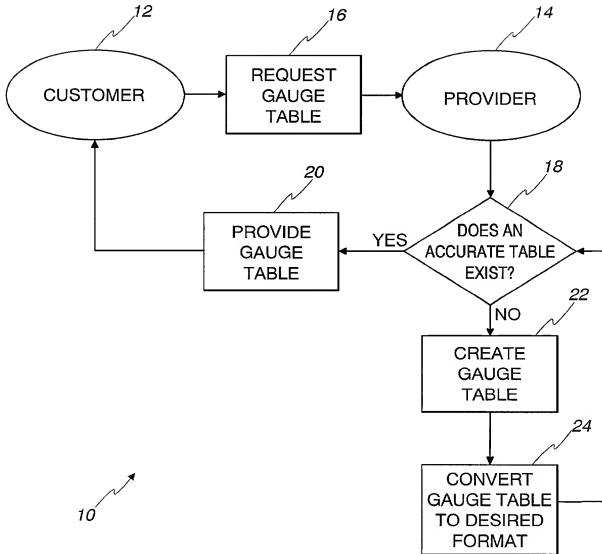 12
16
14
CUSTOMER
REQUEST
GAUGE
TABLE
PROVIDER
20
18
PROVIDE
GAUGE
TABLE
YES
DOES AN
ACCURATE TABLE
EXIST?
NO
22
CREATE
GAUGE
TABLE
24
CONVERT
GAUGE TABLE
TO DESIRED
FORMAT
10